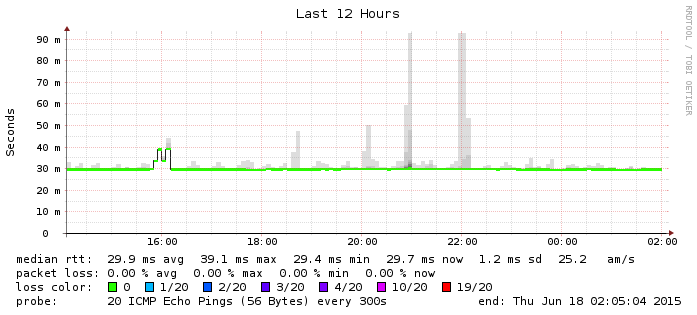 Last 12 Hours
RRDTOOL / TOBI OETIKER
Seconds
90 m
80 m
70 m
60 m
50 m
40 m
30 m
20 m
10 m
0
16:00 18:00 20:00 22:00 00:00 02:00
median rtt: 29.9 ms avg 39.1 ms max 29.4 ms min 29.7 ms now 1.2 ms sd 25.2 am/s
packet loss: 0.00 % avg 0.00 % max 0.00 % min 0.00 % now
loss color: 0 1/20 2/20 3/20 4/20 10/20 19/20
probe: 20 ICMP Echo Pings (56 Bytes) every 300s end: Thu Jun 18 02:05:04 2015